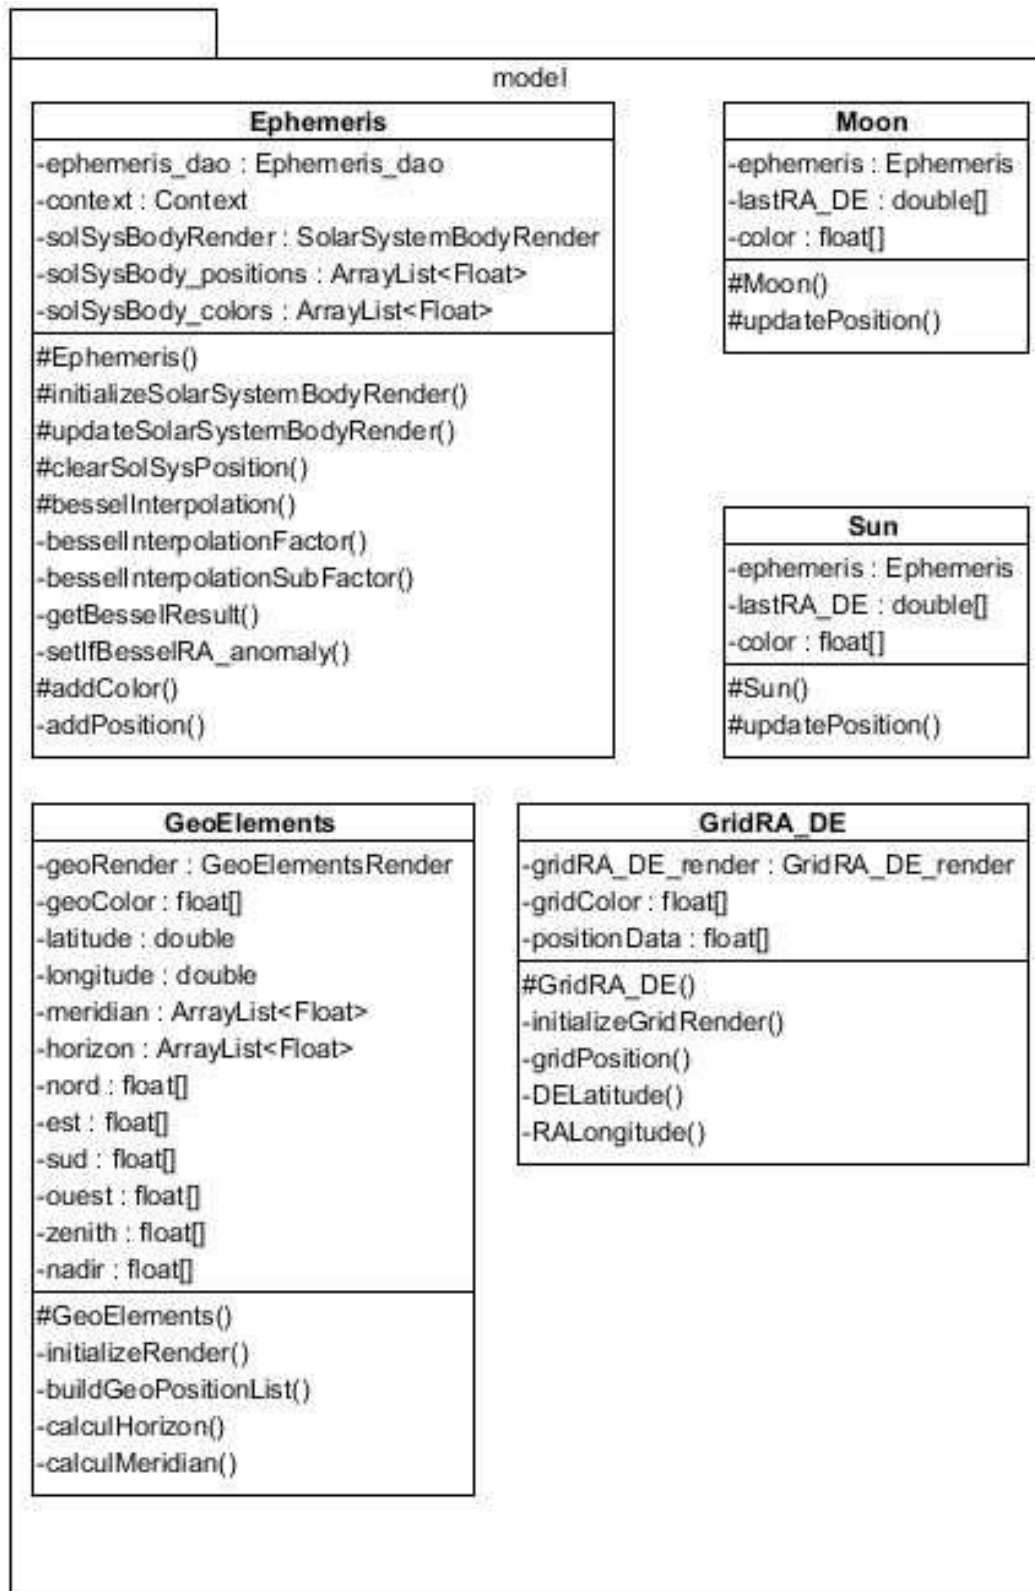 model
Ephemeris
-ephemeris_dao : Ephemeris_dao
-context : Context
-solSysBodyRender : SolarSystemBodyRender
-solSysBody_positions : ArrayList<Float>
-solSysBody_colors : ArrayList<Float>
#Ephemeris()
#initializeSolarSystemBodyRender()
#updateSolarSystemBodyRender()
#clearSolSysPosition()
#besselInterpolation()
-besselInterpolationFactor()
-besselInterpolationSubFactor()
-getBesselResult()
-setIfBesselRA_anomaly()
#addColor()
-addPosition()
Moon
-ephemeris : Ephemeris
-lastRA_DE : double[]
-color : float[]
#Moon()
#updatePosition()
Sun
-ephemeris : Ephemeris
-lastRA_DE : double[]
-color : float[]
#Sun()
#updatePosition()
GeoElements
-geoRender : GeoElementsRender
-geoColor : float[]
-latitude : double
-longitude : double
-meridian : ArrayList<Float>
-horizon : ArrayList<Float>
-nord : float[]
-est : float[]
-sud : float[]
-ouest : float[]
-zenith : float[]
-nadir : float[]
#GeoElements()
-initializeRender()
-buildGeoPositionList()
-calculHorizon()
-calculMeridian()
GridRA_DE
-gridRA_DE_render : GridRA_DE_render
-gridColor : float[]
-positionData : float[]
#GridRA_DE()
-initializeGridRender()
-gridPosition()
-DELatitude()
-RALongitude()